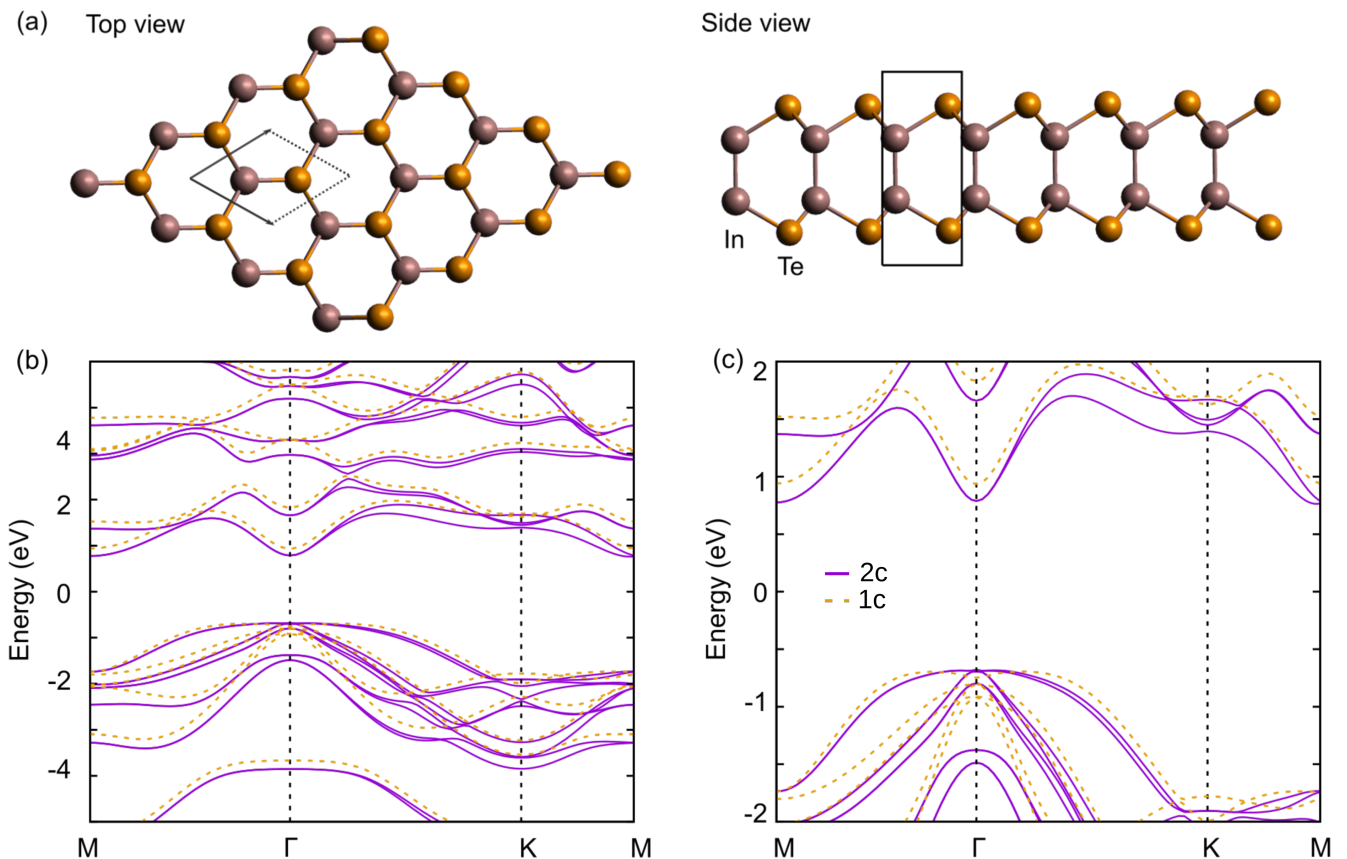 (a) Top view
Side view
In
Te
(b)
Energy (eV)
4
2
0
-2
-4
M Γ K M
(c)
Energy (eV)
2
1
0
-1
-2
2c
1c
M Γ K M